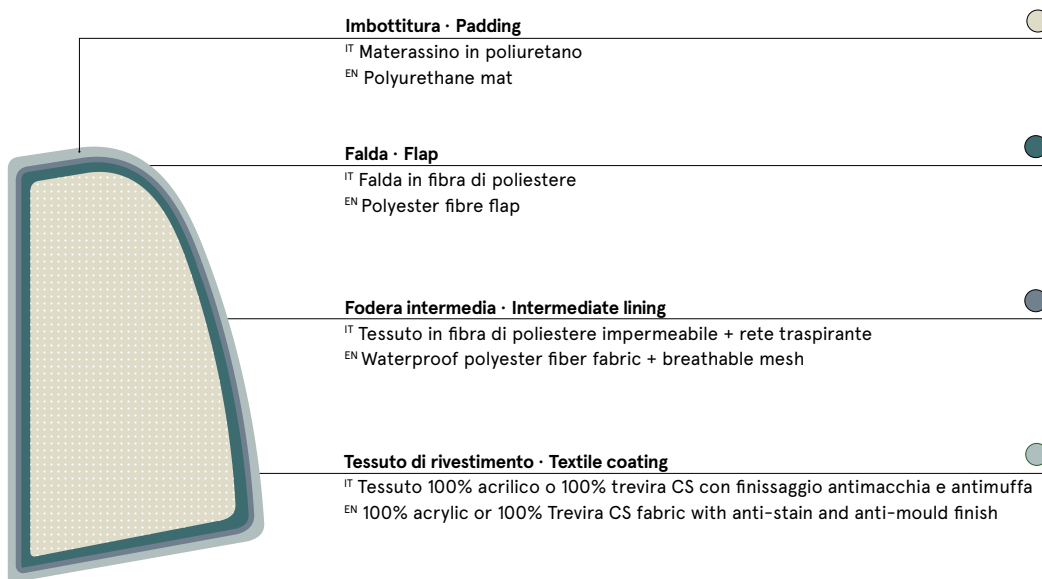 Imbottitura · Padding
IT Materassino in poliuretano
EN Polyurethane mat
Falda · Flap
IT Falda in fibra di poliestere
EN Polyester fibre flap
Fodera intermedia · Intermediate lining
IT Tessuto in fibra di poliestere impermeabile + rete traspirante
EN Waterproof polyester fiber fabric + breathable mesh
Tessuto di rivestimento · Textile coating
IT Tessuto 100% acrilico o 100% trevira CS con finissaggio antimacchia e antimuffa
EN 100% acrylic or 100% Trevira CS fabric with anti-stain and anti-mould finish